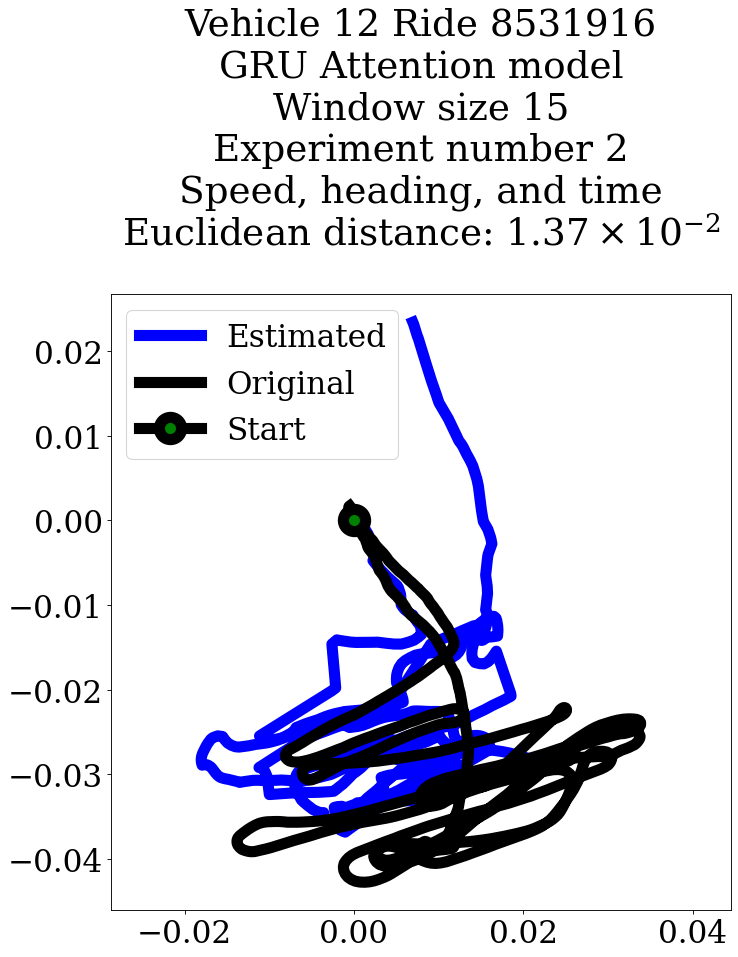 Vehicle 12 Ride 8531916
GRU Attention model
Window size 15
Experiment number 2
Speed, heading, and time
Euclidean distance: 1.37 × 10⁻²
Estimated
Original
Start
0.02
0.01
0.00
−0.01
−0.02
−0.03
−0.04
−0.02 0.00 0.02 0.04